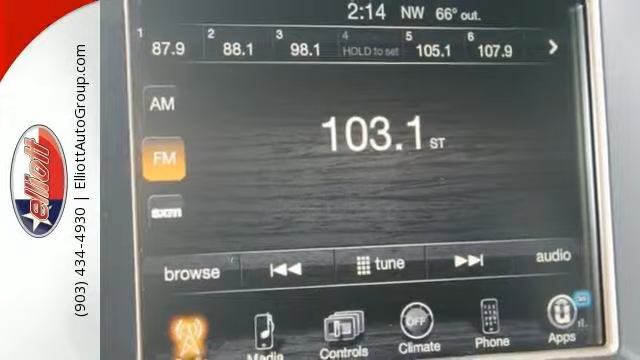 2:14 NW 66° out.
1 87.9 2 88.1 3 98.1 4 HOLD to set 5 105.1 6 107.9
AM
FM
103.1 ST
sxm
browse tune audio
Media Controls OFF Climate Phone Apps
elliott
(903) 434-4930 | ElliottAutoGroup.com